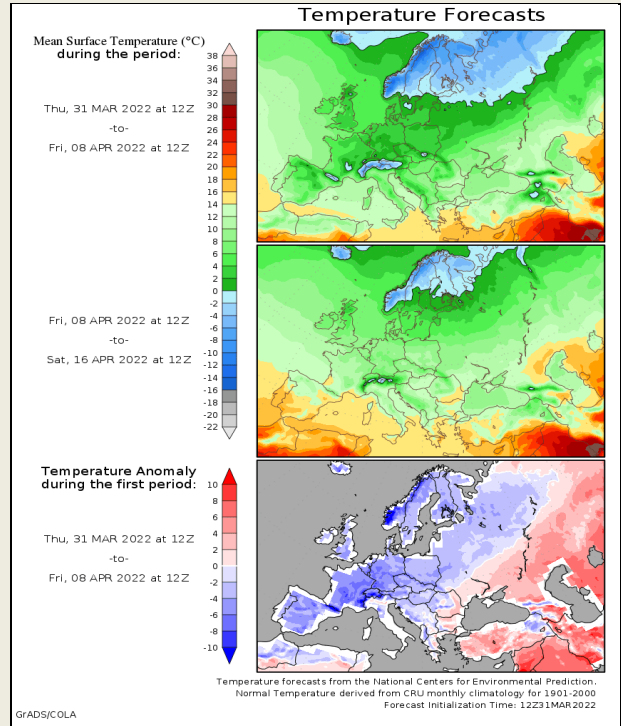 Temperature Forecasts
Mean Surface Temperature (°C)
during the period:
Thu, 31 MAR 2022 at 12Z
-to-
Fri, 08 APR 2022 at 12Z
38
36
34
32
30
28
26
24
22
20
18
16
14
12
10
8
6
4
2
0
-2
-4
-6
-8
-10
-12
-14
-16
-18
-20
-22
Fri, 08 APR 2022 at 12Z
-to-
Sat, 16 APR 2022 at 12Z
Temperature Anomaly
during the first period:
Thu, 31 MAR 2022 at 12Z
-to-
Fri, 08 APR 2022 at 12Z
10
8
6
4
2
0
-2
-4
-6
-8
-10
Temperature forecasts from the National Centers for Environmental Prediction.
Normal Temperature derived from CRU monthly climatology for 1901-2000
Forecast Initialization Time: 12Z31MAR2022
GrADS/COLA